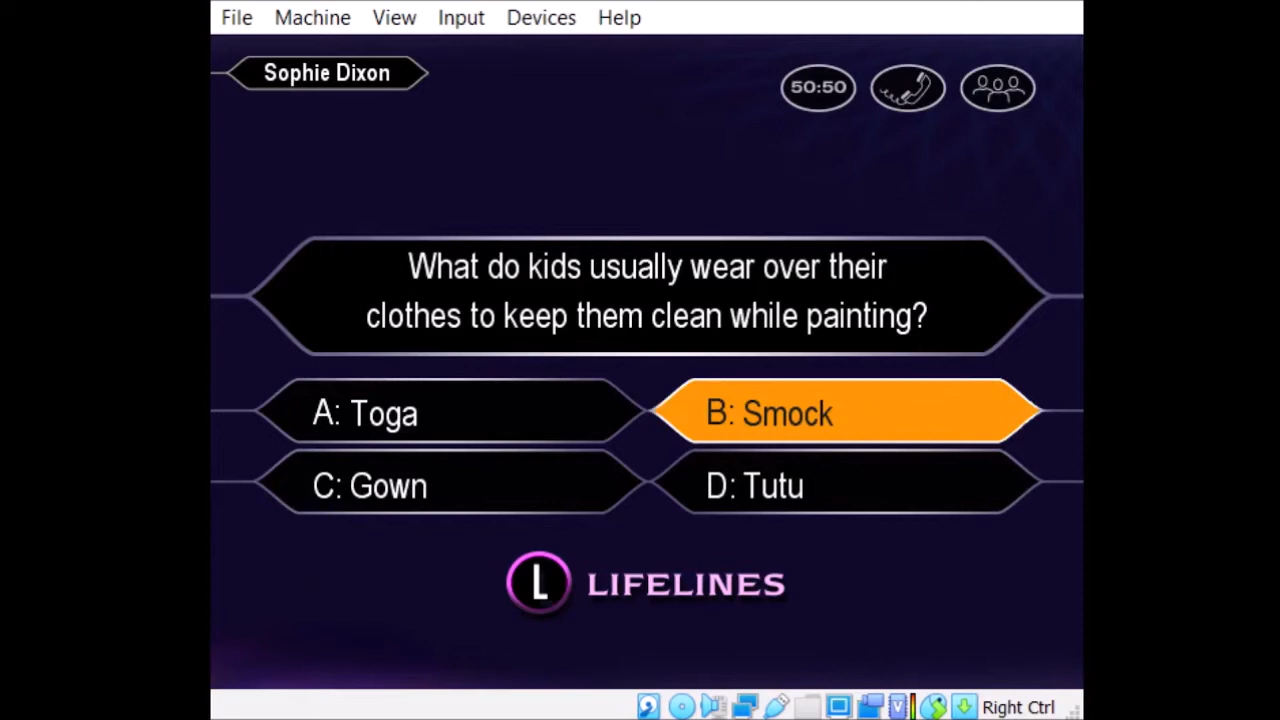 File Machine View Input Devices Help
Sophie Dixon
50:50
What do kids usually wear over their
clothes to keep them clean while painting?
A: Toga
B: Smock
C: Gown
D: Tutu
L LIFELINES
Right Ctrl